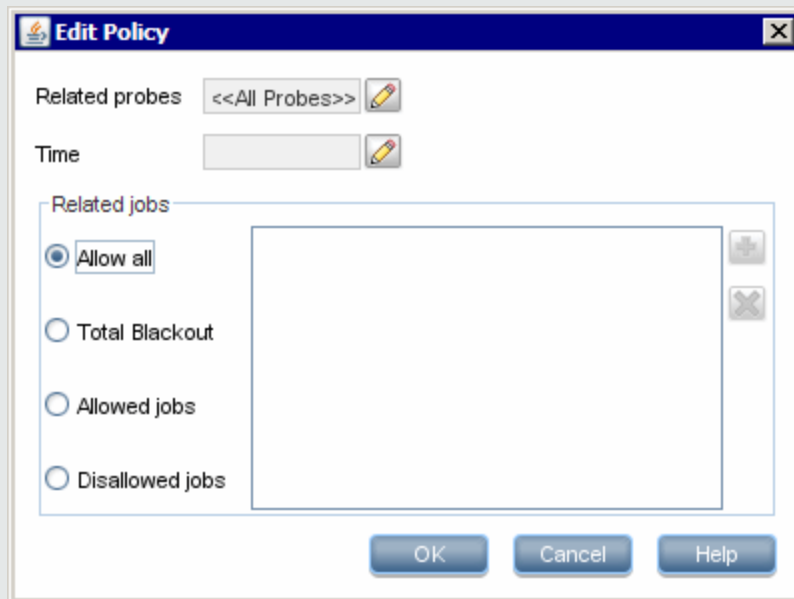 Edit Policy
Related probes <<All Probes>>
Time
Related jobs
Allow all
Total Blackout
Allowed jobs
Disallowed jobs
OK Cancel Help